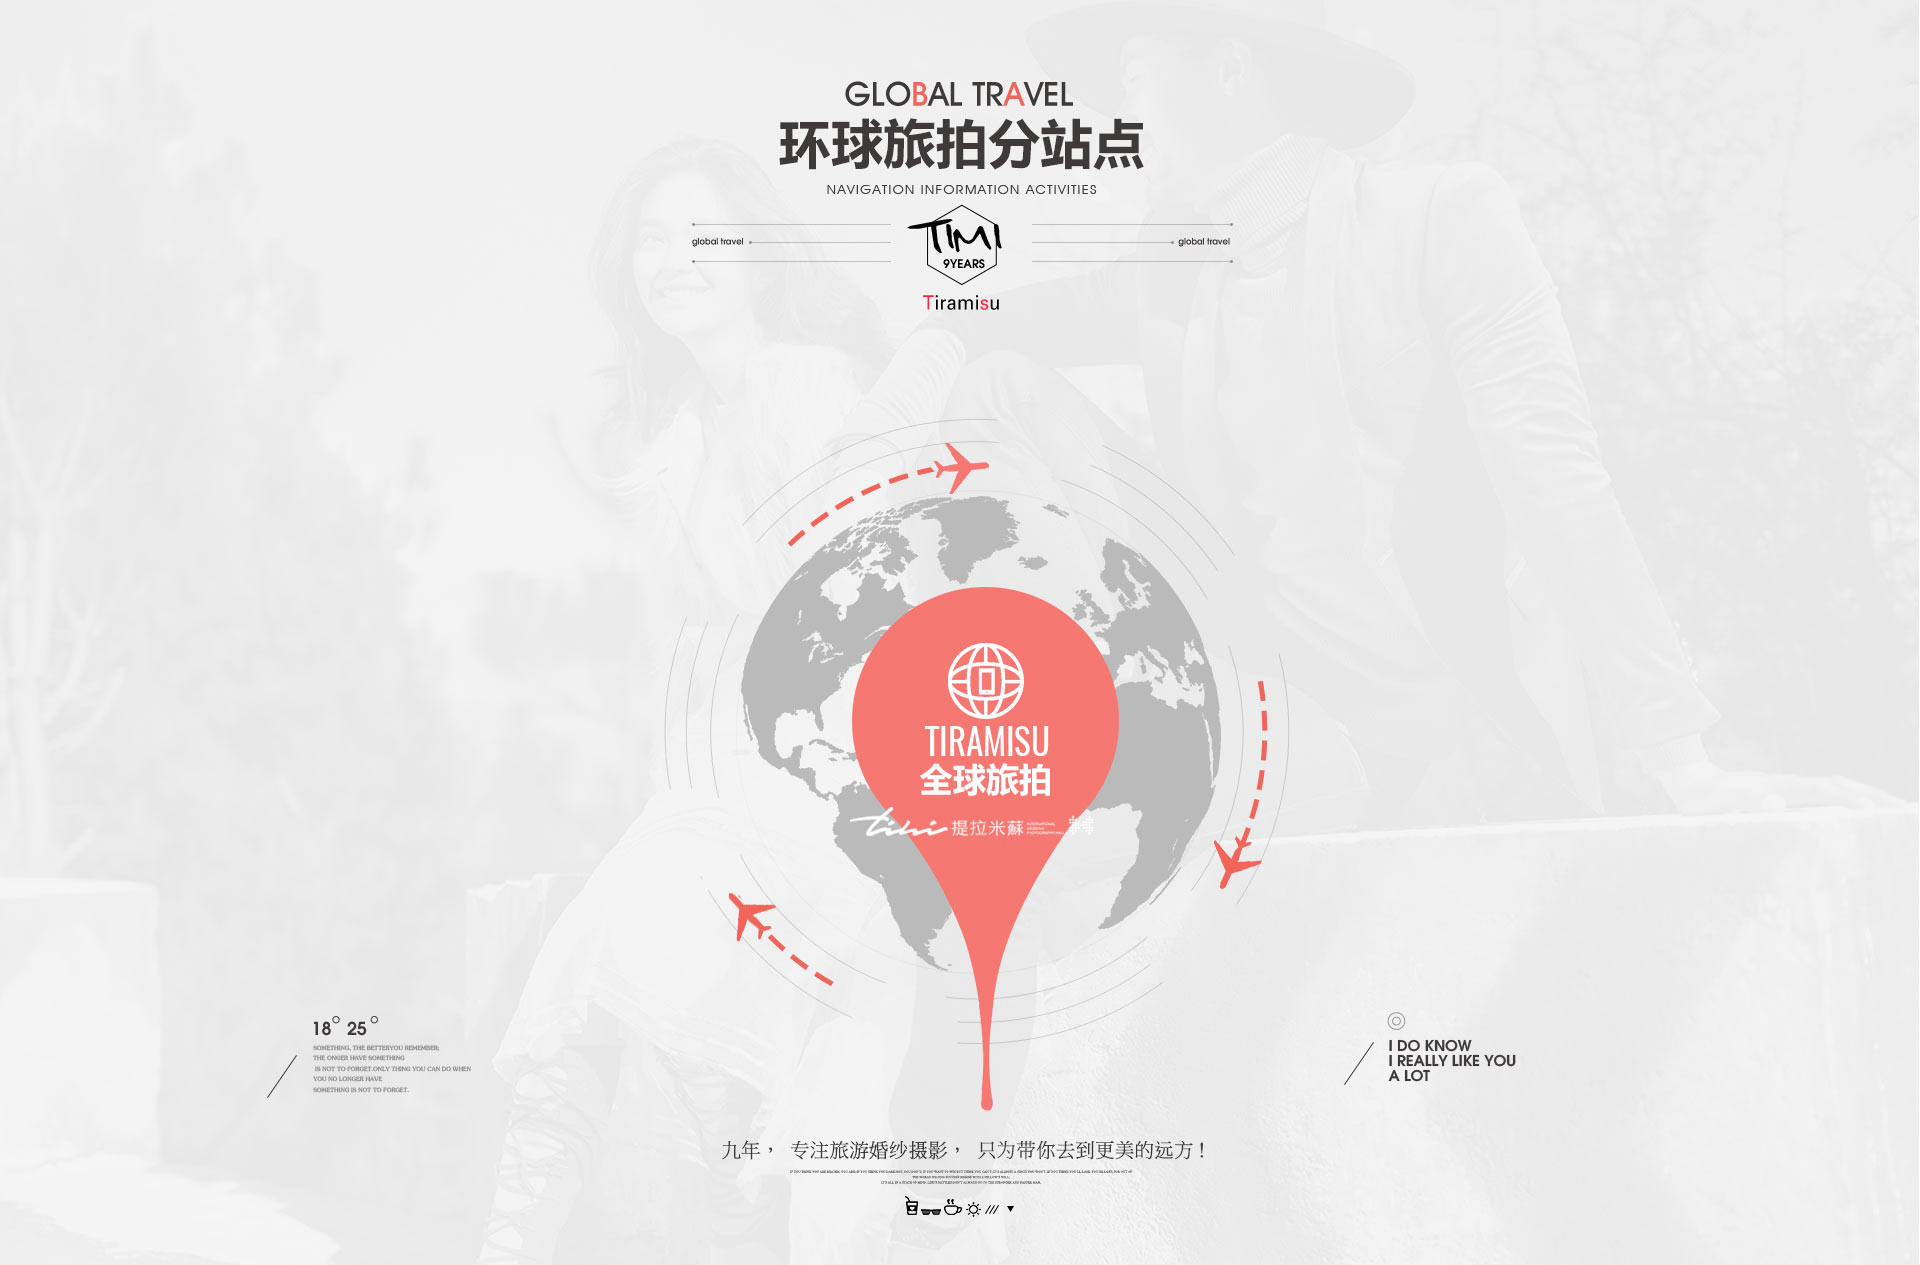 GLOBAL TRAVEL
环球旅拍分站点
NAVIGATION INFORMATION ACTIVITIES
global travel
TIMI
global travel
9YEARS
Tiramisu
TIRAMISU
全球旅拍
提拉米蘇
18° 25°
SOMETHING, THE BETTERYOU REMEMBER;
THE ONGER HAVE SOMETHING
IS NOT TO FORGET.ONLY THING YOU CAN DO WHEN
YOU NO LONGER HAVE
SOMETHING IS NOT TO FORGET.
I DO KNOW
I REALLY LIKE YOU
A LOT
九年， 专注旅游婚纱摄影， 只为带你去到更美的远方！